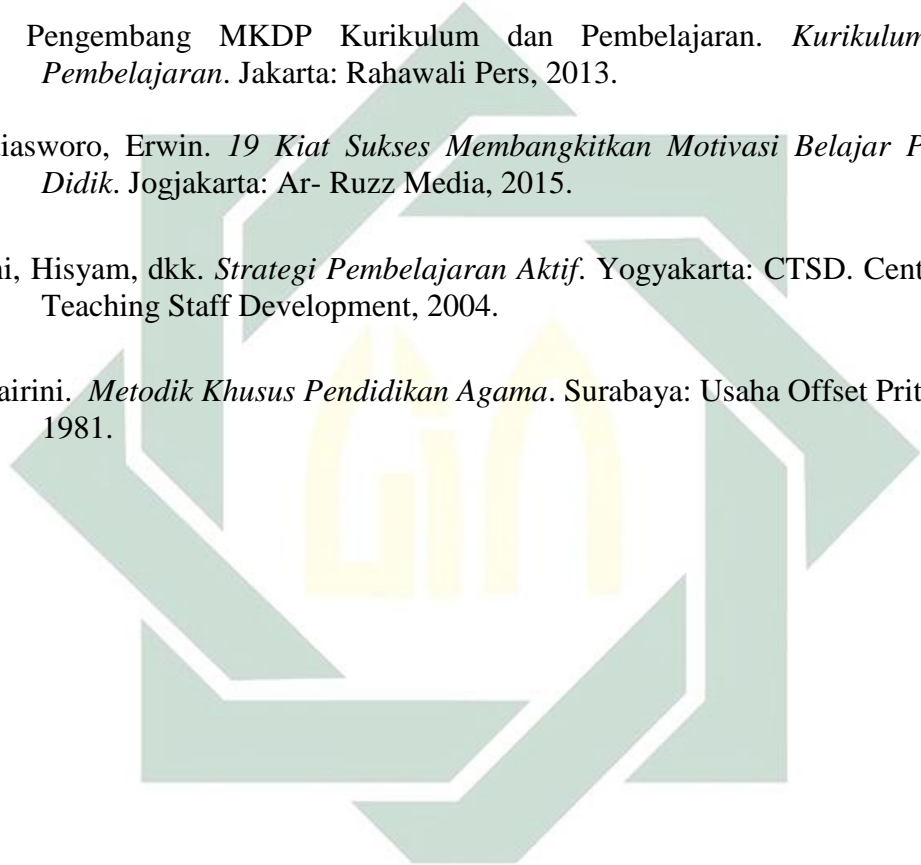 Pengembang MKDP Kurikulum dan Pembelajaran. Kurikulum
Pembelajaran. Jakarta: Rahawali Pers, 2013.
iasworo, Erwin. 19 Kiat Sukses Membangkitkan Motivasi Belajar P
Didik. Jogjakarta: Ar- Ruzz Media, 2015.
ni, Hisyam, dkk. Strategi Pembelajaran Aktif. Yogyakarta: CTSD. Cent
Teaching Staff Development, 2004.
airini. Metodik Khusus Pendidikan Agama. Surabaya: Usaha Offset Prit
1981.